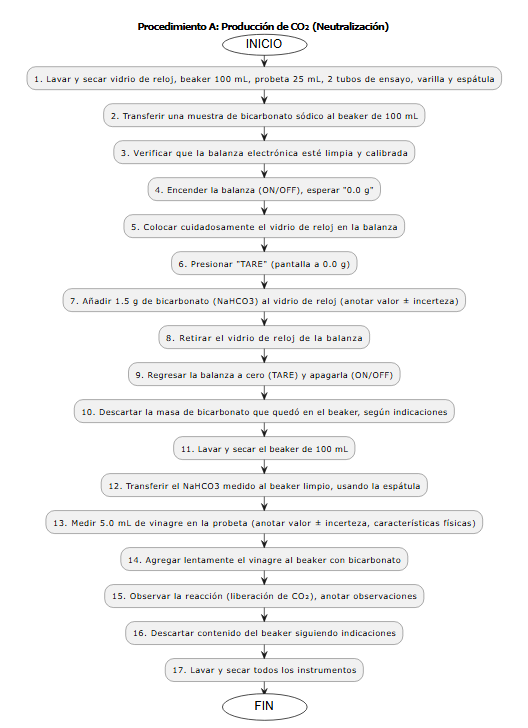 Procedimiento A: Producción de CO₂ (Neutralización)
INICIO
1. Lavar y secar vidrio de reloj, beaker 100 mL, probeta 25 mL, 2 tubos de ensayo, varilla y espátula
2. Transferir una muestra de bicarbonato sódico al beaker de 100 mL
3. Verificar que la balanza electrónica esté limpia y calibrada
4. Encender la balanza (ON/OFF), esperar "0.0 g"
5. Colocar cuidadosamente el vidrio de reloj en la balanza
6. Presionar "TARE" (pantalla a 0.0 g)
7. Añadir 1.5 g de bicarbonato (NaHCO3) al vidrio de reloj (anotar valor ± incerteza)
8. Retirar el vidrio de reloj de la balanza
9. Regresar la balanza a cero (TARE) y apagarla (ON/OFF)
10. Descartar la masa de bicarbonato que quedó en el beaker, según indicaciones
11. Lavar y secar el beaker de 100 mL
12. Transferir el NaHCO3 medido al beaker limpio, usando la espátula
13. Medir 5.0 mL de vinagre en la probeta (anotar valor ± incerteza, características físicas)
14. Agregar lentamente el vinagre al beaker con bicarbonato
15. Observar la reacción (liberación de CO₂), anotar observaciones
16. Descartar contenido del beaker siguiendo indicaciones
17. Lavar y secar todos los instrumentos
FIN